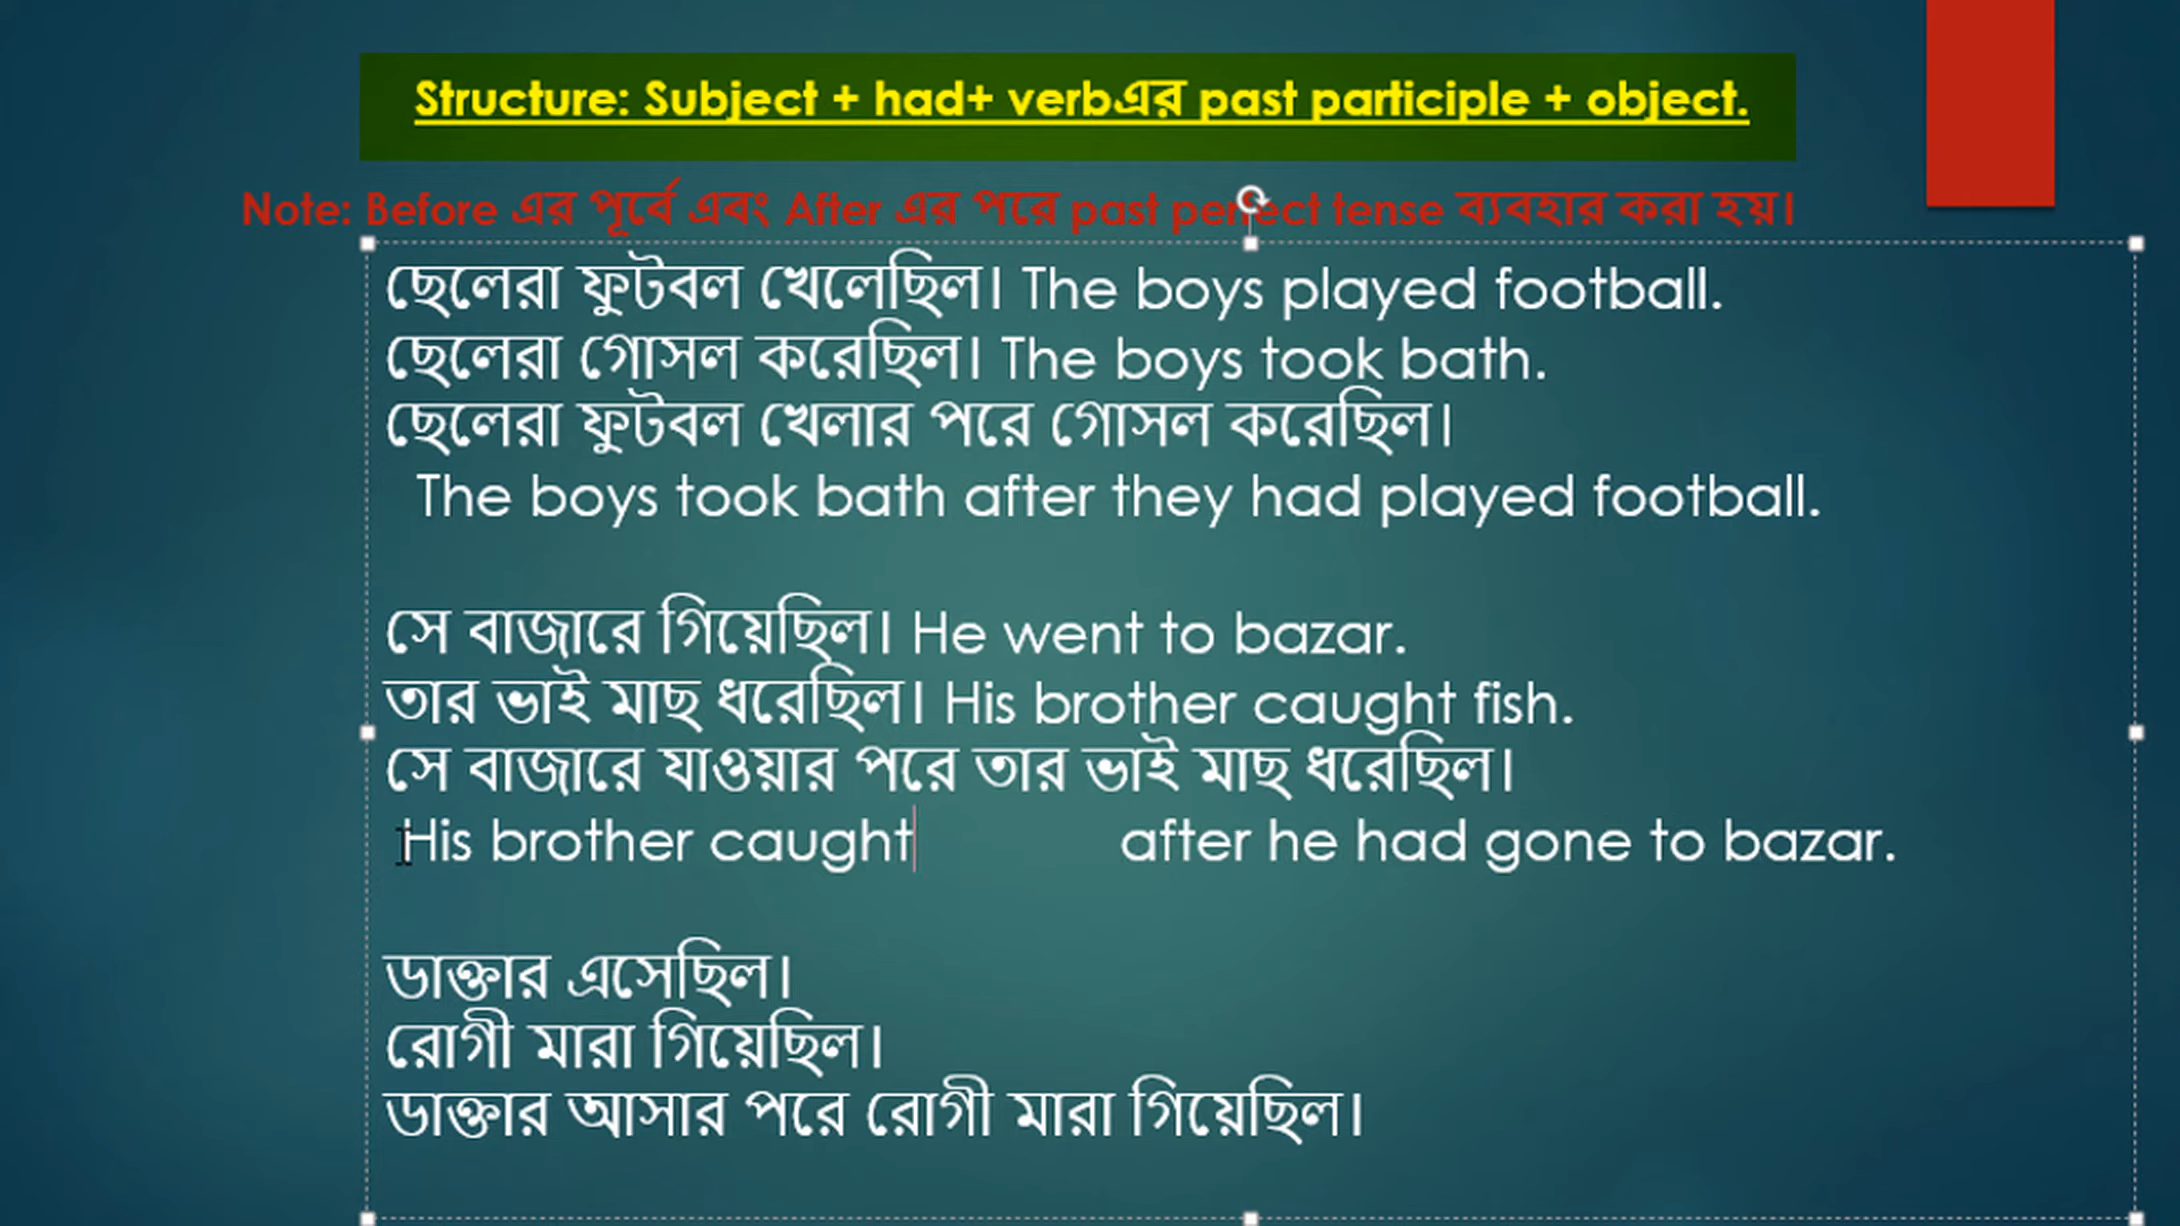 Structure: Subject + had+ verbএর past participle + object.
Note: Before এর পূর্বে এবং After এর পরে past perfect tense ব্যবহার করা হয়।
ছেলেরা ফুটবল খেলেছিল। The boys played football.
ছেলেরা গোসল করেছিল। The boys took bath.
ছেলেরা ফুটবল খেলার পরে গোসল করেছিল।
The boys took bath after they had played football.
সে বাজারে গিয়েছিল। He went to bazar.
তার ভাই মাছ ধরেছিল। His brother caught fish.
সে বাজারে যাওয়ার পরে তার ভাই মাছ ধরেছিল।
His brother caught after he had gone to bazar.
ডাক্তার এসেছিল।
রোগী মারা গিয়েছিল।
ডাক্তার আসার পরে রোগী মারা গিয়েছিল।